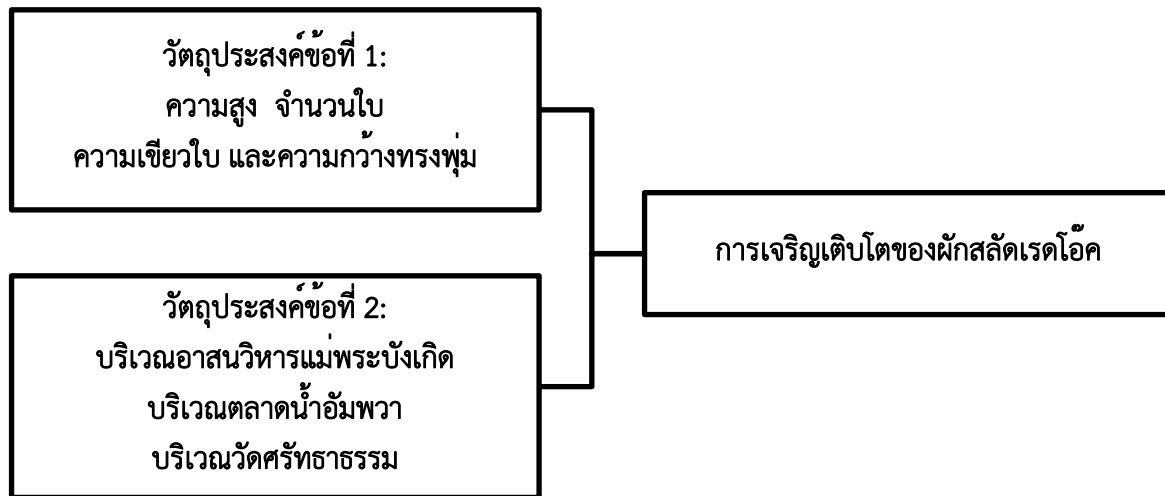 วัตถุประสงค์ข้อที่ 1:
ความสูง จำนวนใบ
ความเขียวใบ และความกว้างทรงพุ่ม
การเจริญเติบโตของผักสลัดเรดโอ๊ค
วัตถุประสงค์ข้อที่ 2:
บริเวณอาสนวิหารแม่พระบังเกิด
บริเวณตลาดน้ำอัมพวา
บริเวณวัดศรัทธาธรรม